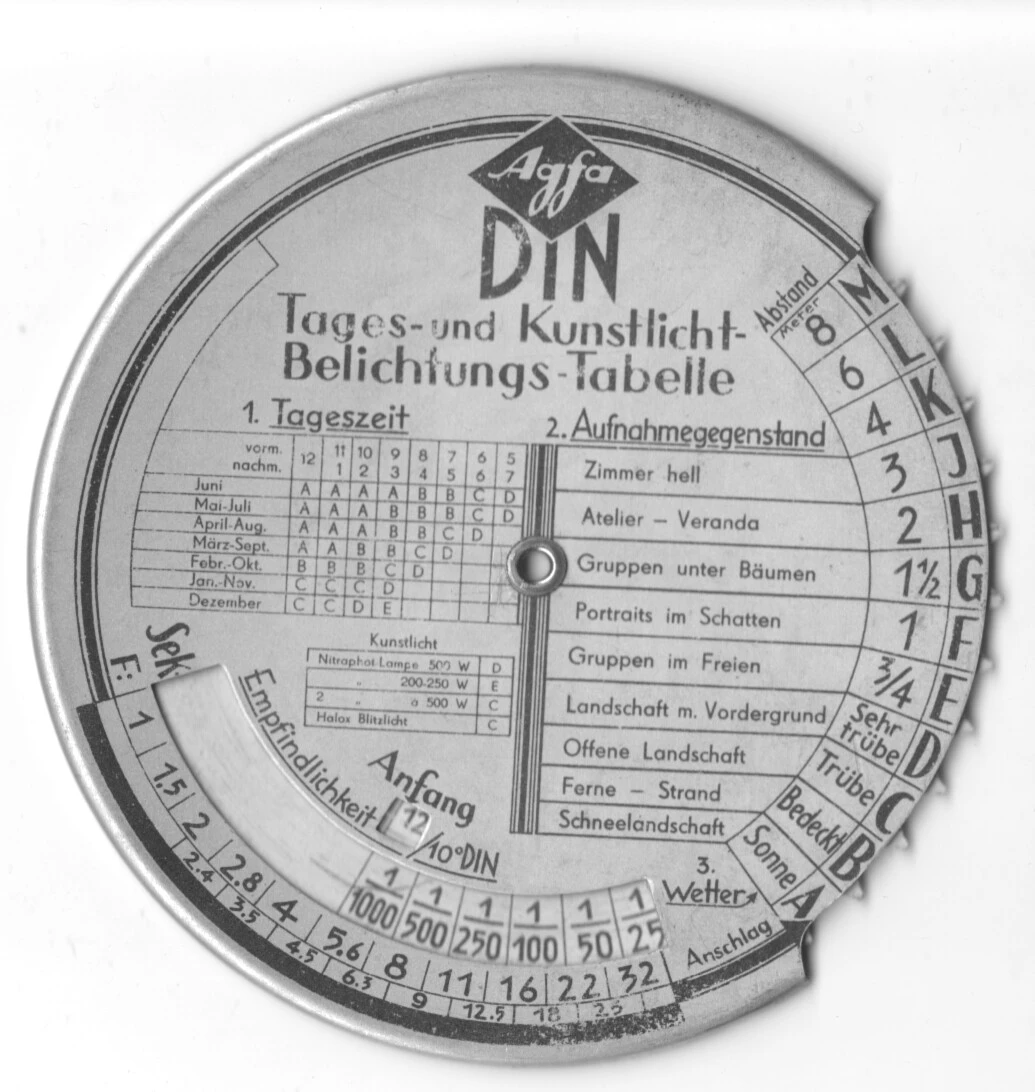 Agfa
DIN
Tages- und Kunstlicht-
Belichtungs-Tabelle
1. Tageszeit
vorm. 12 11 10 9 8 7 6 5
nachm. 1 2 3 4 5 6 7
Juni A A A A B B C D
Mai-Juli A A A B B B C D
April-Aug. A A A B B C D
März-Sept. A A B B C D
Febr.-Okt. B B B C D
Jan.-Nov. C C C D
Dezember C C D E
Kunstlicht
Nitraphot-Lampe 500 W D
" 200-250 W E
2 " a 500 W C
Halox Blitzlicht C
2. Aufnahmegegenstand
Zimmer hell
Atelier – Veranda
Gruppen unter Bäumen
Portraits im Schatten
Gruppen im Freien
Landschaft m. Vordergrund
Offene Landschaft
Ferne – Strand
Schneelandschaft
Abstand
Meter
8 M
6 L
4 K
3 J
2 H
1½ G
1 F
¾ E
Sehr trübe D
Trübe C
Bedeckt B
Sonne A
3.
Wetter
Anschlag
Anfang
Empfindlichkeit 12/10°DIN
Sek.
1/1000 1/500 1/250 1/100 1/50 1/25
F: 1 1,5 2 2.8 4 5.6 8 11 16 22 32
2.4 3.5 4.5 6.3 9 12.5 18 25